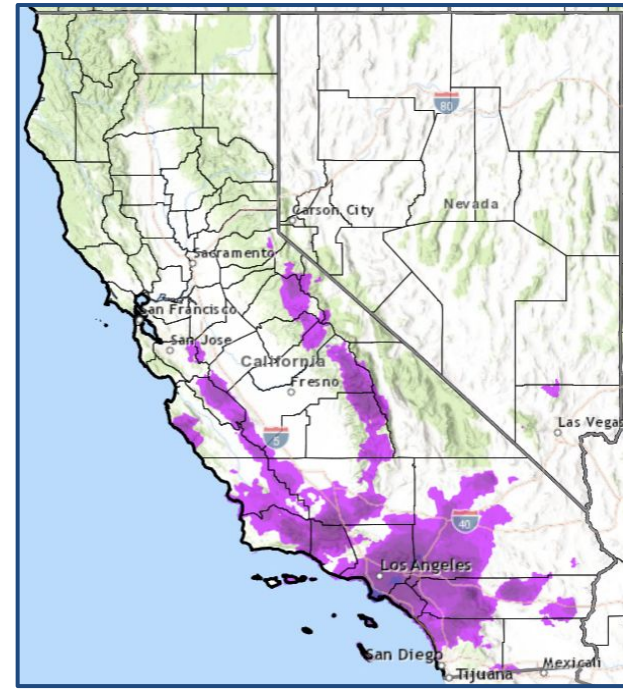 80
Nevada
Carson City
Sacramento
San Francisco
San Jose
California
Fresno
5
Las Vegas
40
Los Angeles
San Diego
Tijuana
Mexicali